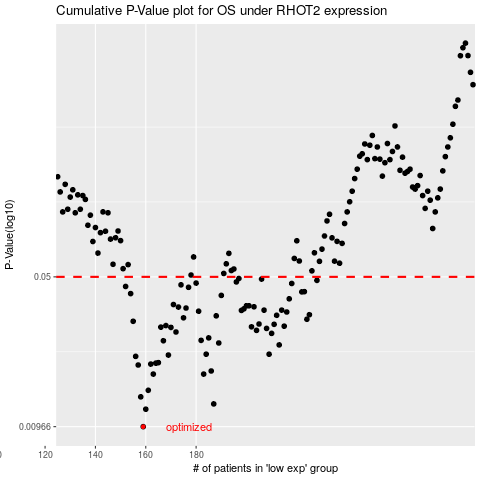 Cumulative P-Value plot for OS under RHOT2 expression
P-Value(log10)
0.05
0.00966
optimized
0
120
140
160
180
# of patients in 'low exp' group